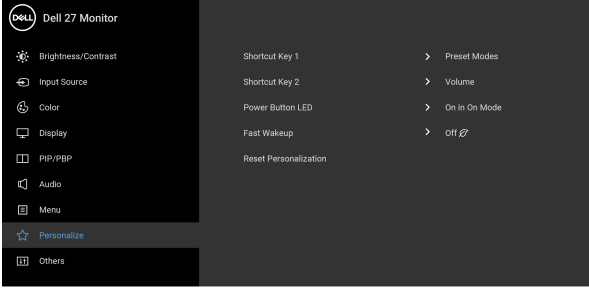 DELL Dell 27 Monitor
Brightness/Contrast
Input Source
Color
Display
PIP/PBP
Audio
Menu
Personalize
Others
Shortcut Key 1 > Preset Modes
Shortcut Key 2 > Volume
Power Button LED > On in On Mode
Fast Wakeup > Off
Reset Personalization